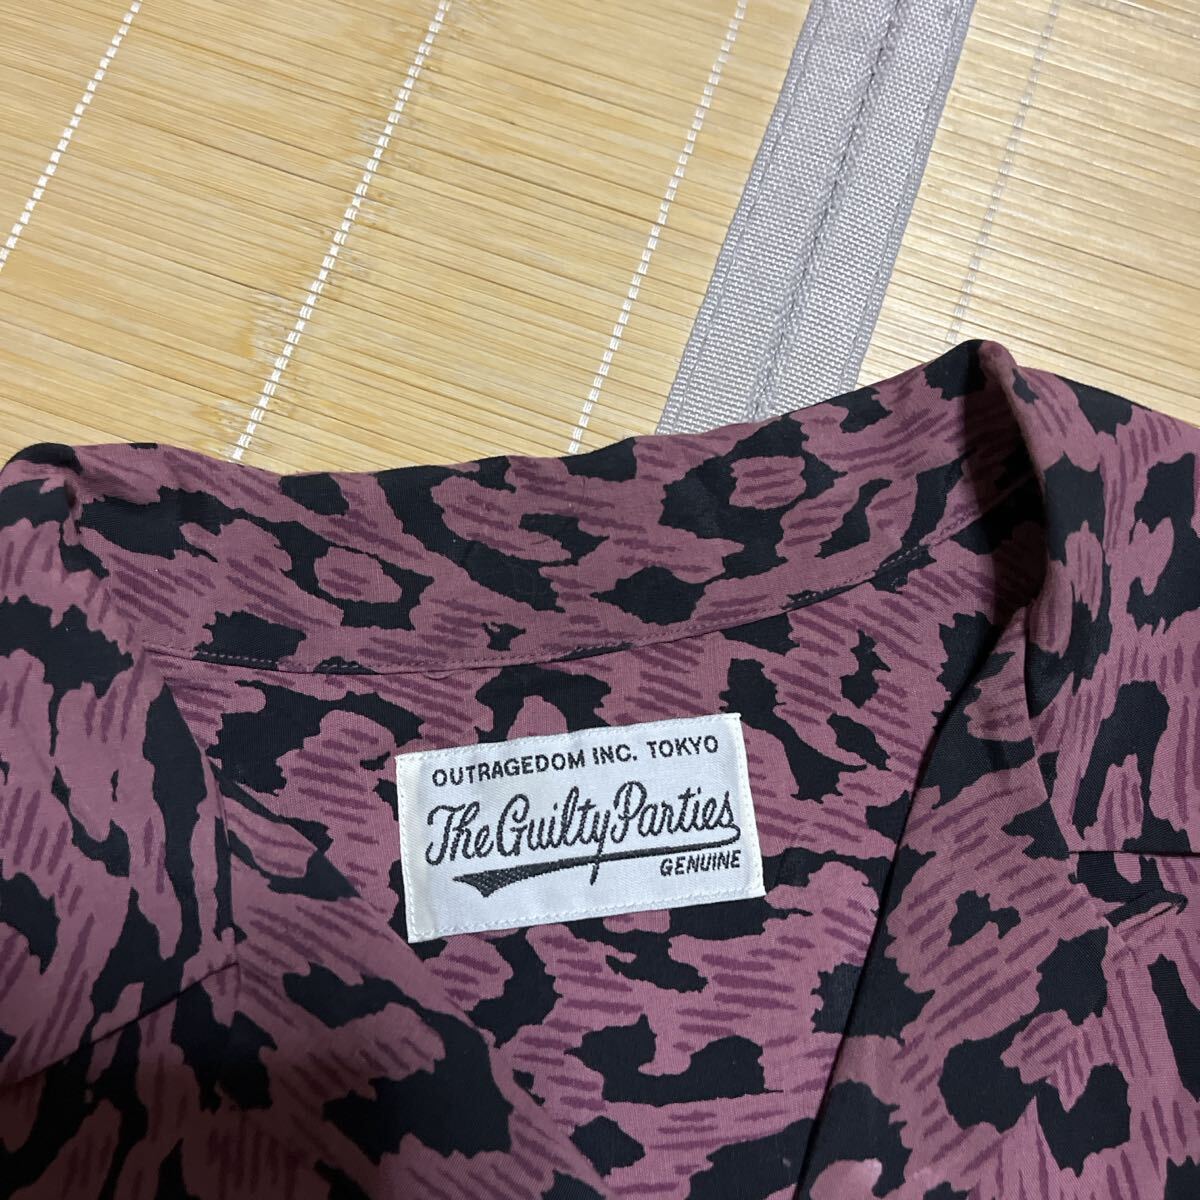 OUTRAGEDOM INC. TOKYO
The Guilty Parties
GENUINE